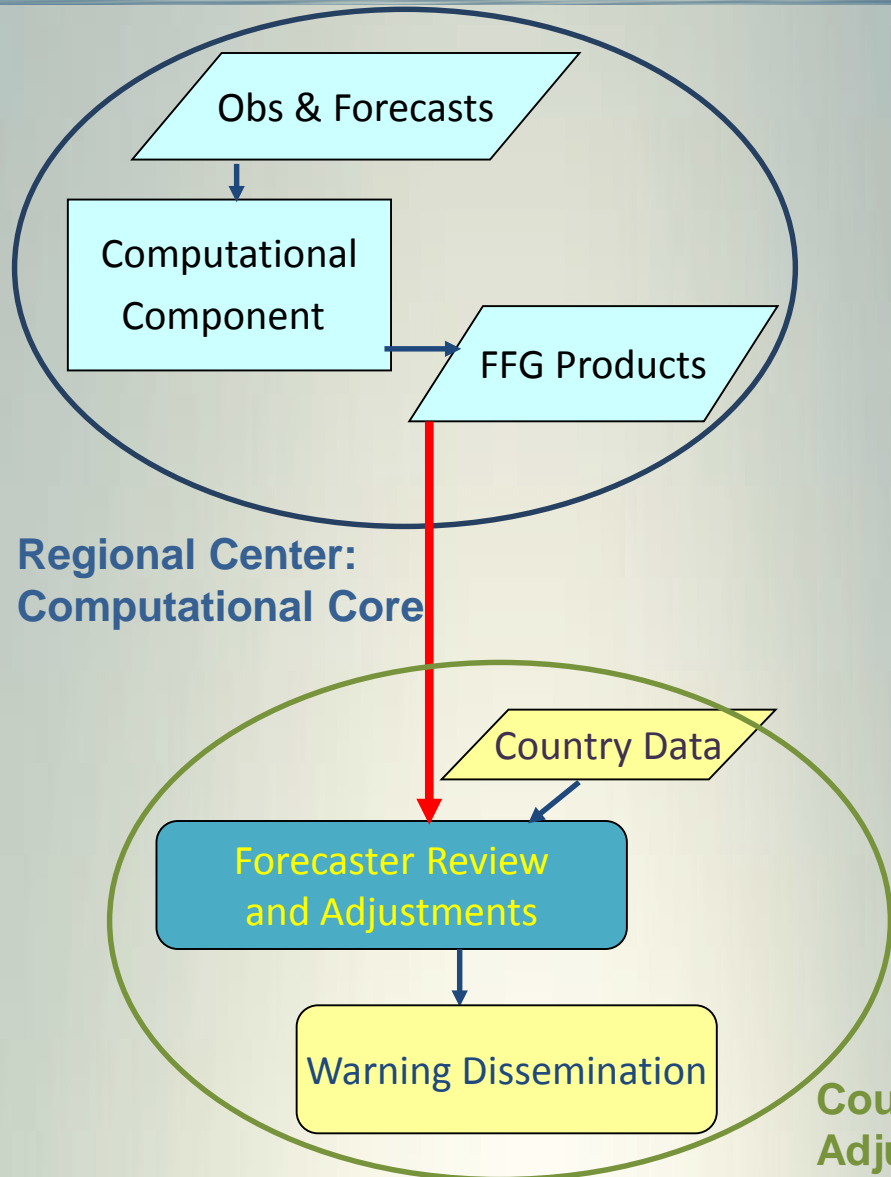 Obs & Forecasts
Computational
Component
FFG Products
Regional Center:
Computational Core
Country Data
Forecaster Review
and Adjustments
Warning Dissemination